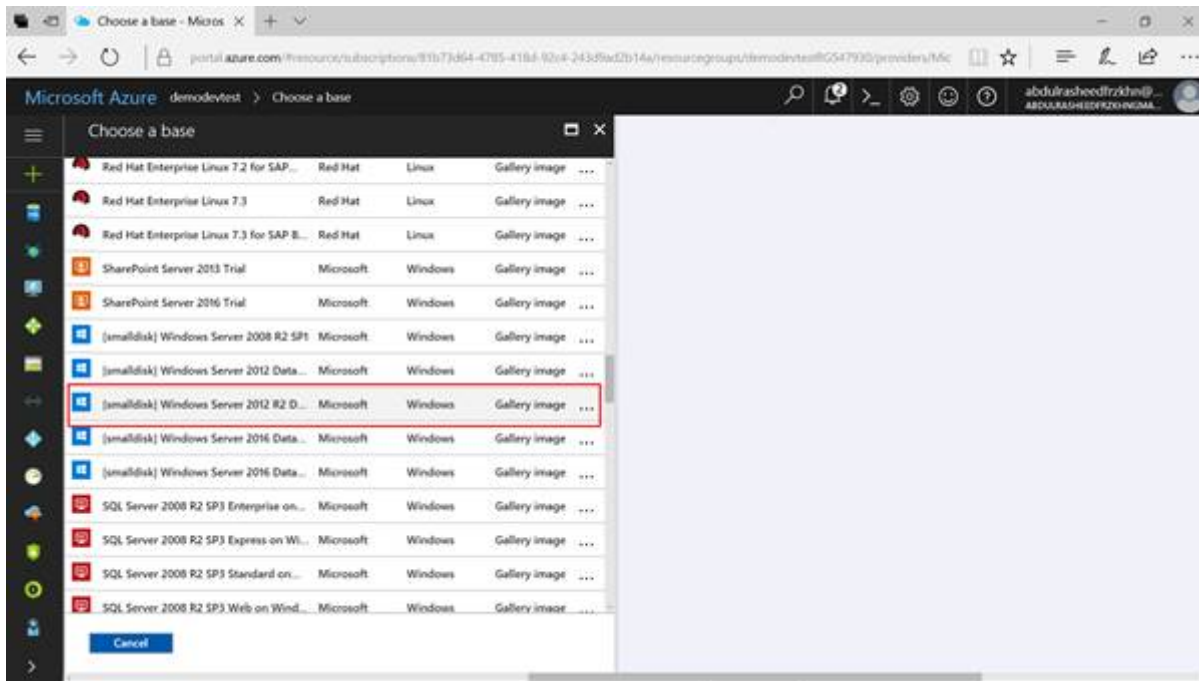 Choose a base - Micros
portal.azure.com/#resource/subscriptions/
Microsoft Azure demodevtest > Choose a base abdulrasheedfrzkhn@...
Choose a base
Red Hat Enterprise Linux 7.2 for SAP... Red Hat Linux Gallery image ...
Red Hat Enterprise Linux 7.3 Red Hat Linux Gallery image ...
Red Hat Enterprise Linux 7.3 for SAP B... Red Hat Linux Gallery image ...
SharePoint Server 2013 Trial Microsoft Windows Gallery image ...
SharePoint Server 2016 Trial Microsoft Windows Gallery image ...
[smalldisk] Windows Server 2008 R2 SP1 Microsoft Windows Gallery image ...
[smalldisk] Windows Server 2012 Data... Microsoft Windows Gallery image ...
[smalldisk] Windows Server 2012 R2 D... Microsoft Windows Gallery image ...
[smalldisk] Windows Server 2016 Data... Microsoft Windows Gallery image ...
[smalldisk] Windows Server 2016 Data... Microsoft Windows Gallery image ...
SQL Server 2008 R2 SP3 Enterprise on... Microsoft Windows Gallery image ...
SQL Server 2008 R2 SP3 Express on Wi... Microsoft Windows Gallery image ...
SQL Server 2008 R2 SP3 Standard on... Microsoft Windows Gallery image ...
SQL Server 2008 R2 SP3 Web on Wind... Microsoft Windows Gallery image ...
Cancel